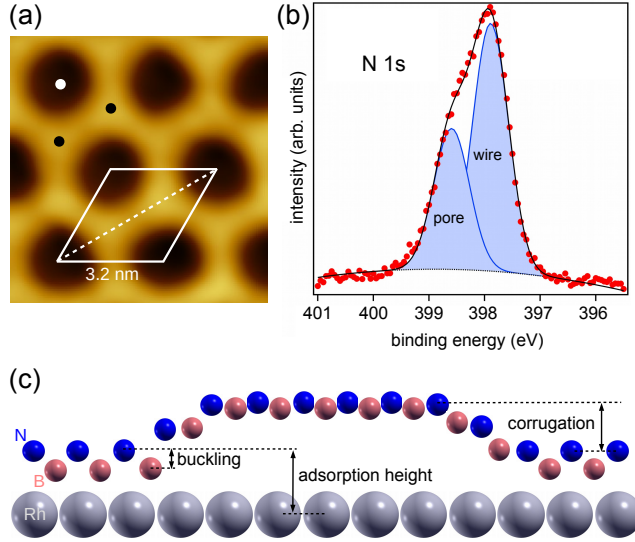 (a)
3.2 nm
(b)
N 1s
pore
wire
intensity (arb. units)
401 400 399 398 397 396
binding energy (eV)
(c)
N
B
Rh
buckling
adsorption height
corrugation